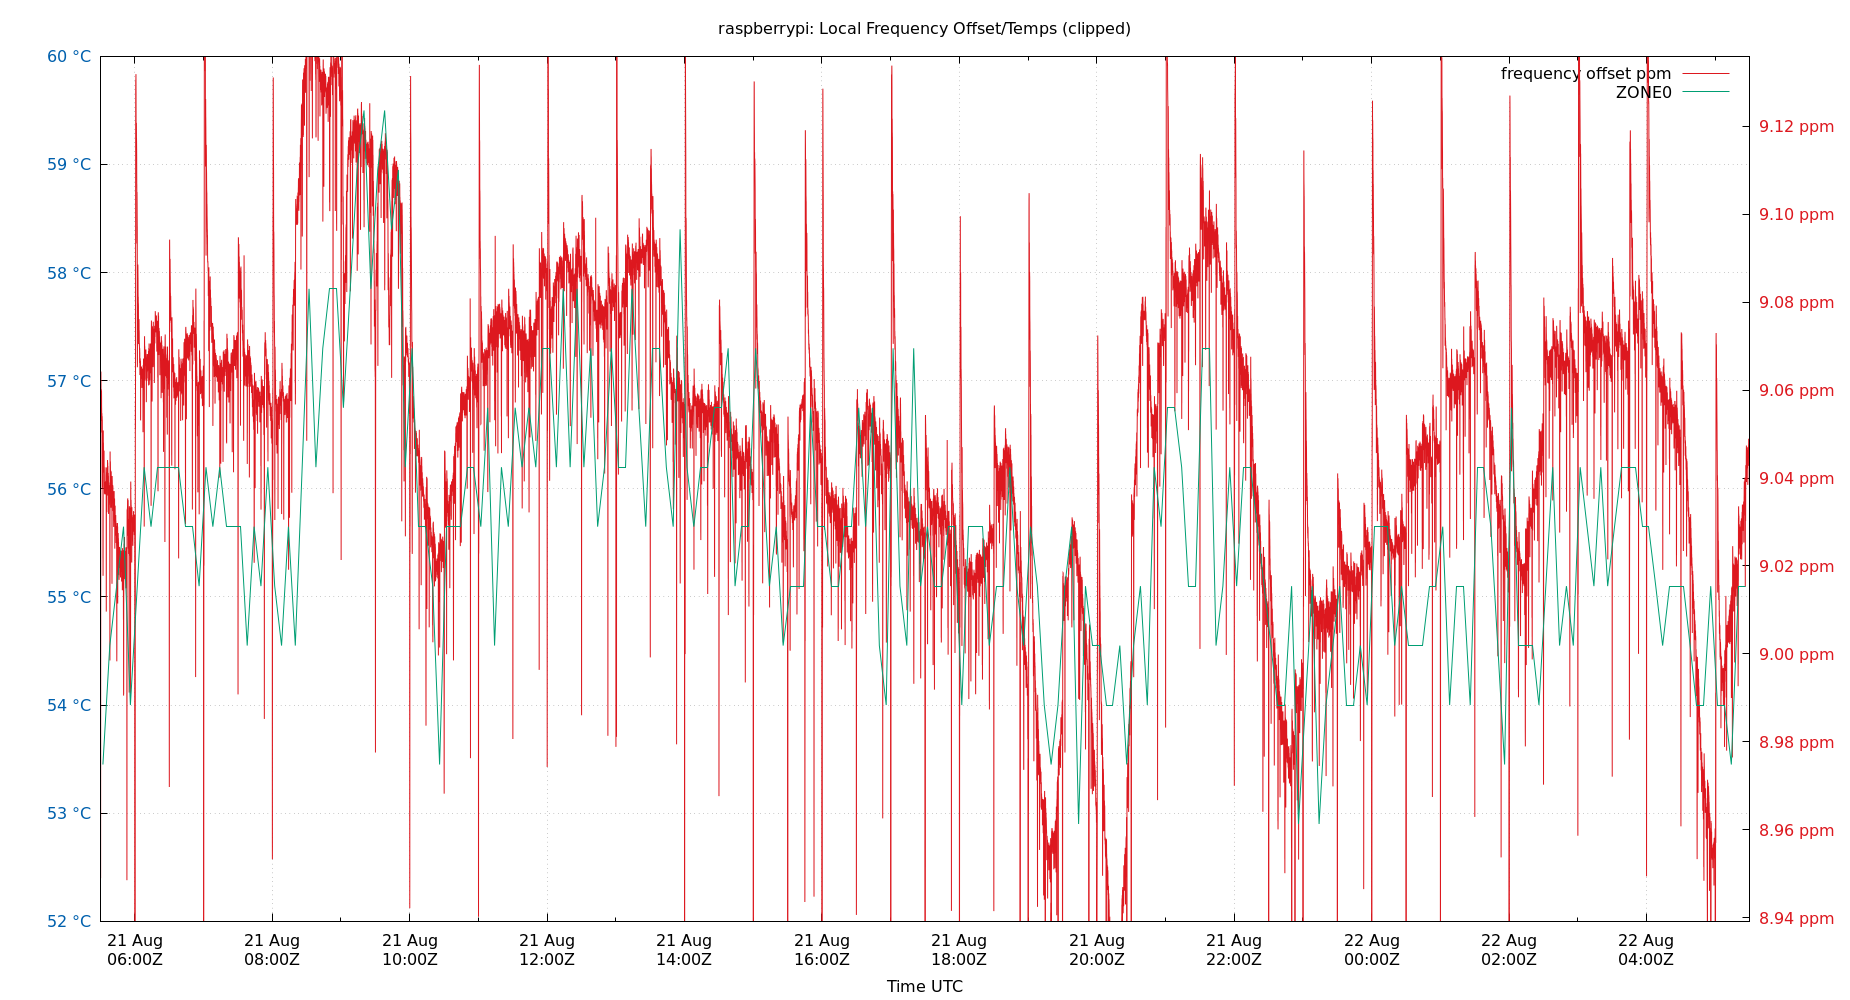 raspberrypi: Local Frequency Offset/Temps (clipped)
60 °C
59 °C
58 °C
57 °C
56 °C
55 °C
54 °C
53 °C
52 °C
frequency offset ppm
ZONE0
9.12 ppm
9.10 ppm
9.08 ppm
9.06 ppm
9.04 ppm
9.02 ppm
9.00 ppm
8.98 ppm
8.96 ppm
8.94 ppm
21 Aug 21 Aug 21 Aug 21 Aug 21 Aug 21 Aug 21 Aug 21 Aug 21 Aug 22 Aug 22 Aug 22 Aug
06:00Z 08:00Z 10:00Z 12:00Z 14:00Z 16:00Z 18:00Z 20:00Z 22:00Z 00:00Z 02:00Z 04:00Z
Time UTC